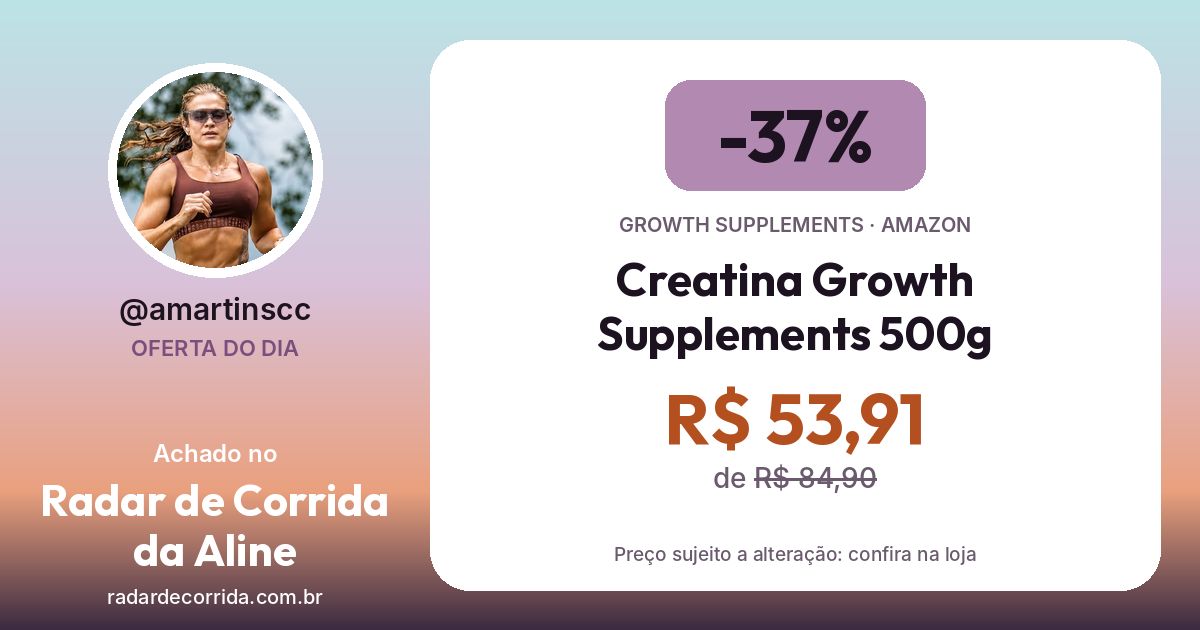 @amartinscc
OFERTA DO DIA
Achado no
Radar de Corrida
da Aline
radardecorrida.com.br
-37%
GROWTH SUPPLEMENTS · AMAZON
Creatina Growth
Supplements 500g
R$ 53,91
de R$ 84,90
Preço sujeito a alteração: confira na loja